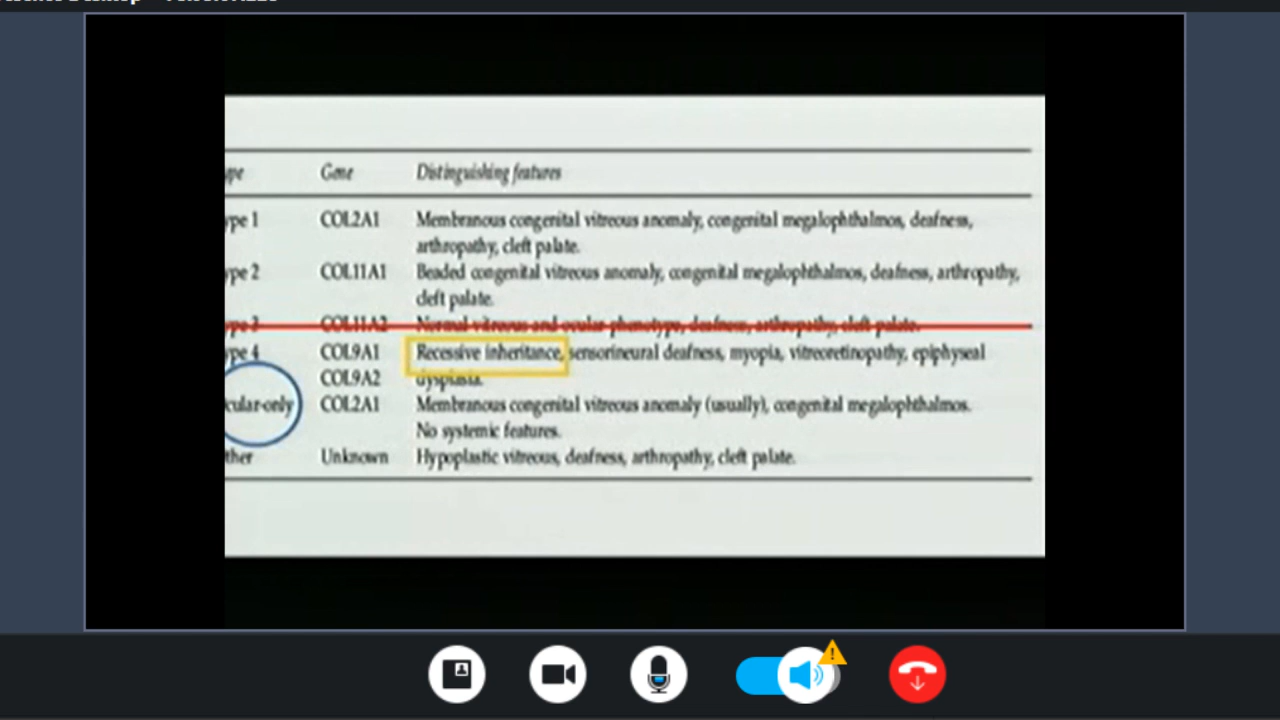 ype Gene Distinguishing features
ype 1 COL2A1 Membranous congenital vitreous anomaly, congenital megalophthalmos, deafness,
arthropathy, cleft palate.
ype 2 COL11A1 Beaded congenital vitreous anomaly, congenital megalophthalmos, deafness, arthropathy,
cleft palate.
ype 3 COL11A2 Normal vitreous and ocular phenotype, deafness, arthropathy, cleft palate.
ype 4 COL9A1 Recessive inheritance, sensorineural deafness, myopia, vitreoretinopathy, epiphyseal
COL9A2 dysplasia.
cular-only COL2A1 Membranous congenital vitreous anomaly (usually), congenital megalophthalmos.
No systemic features.
ther Unknown Hypoplastic vitreous, deafness, arthropathy, cleft palate.